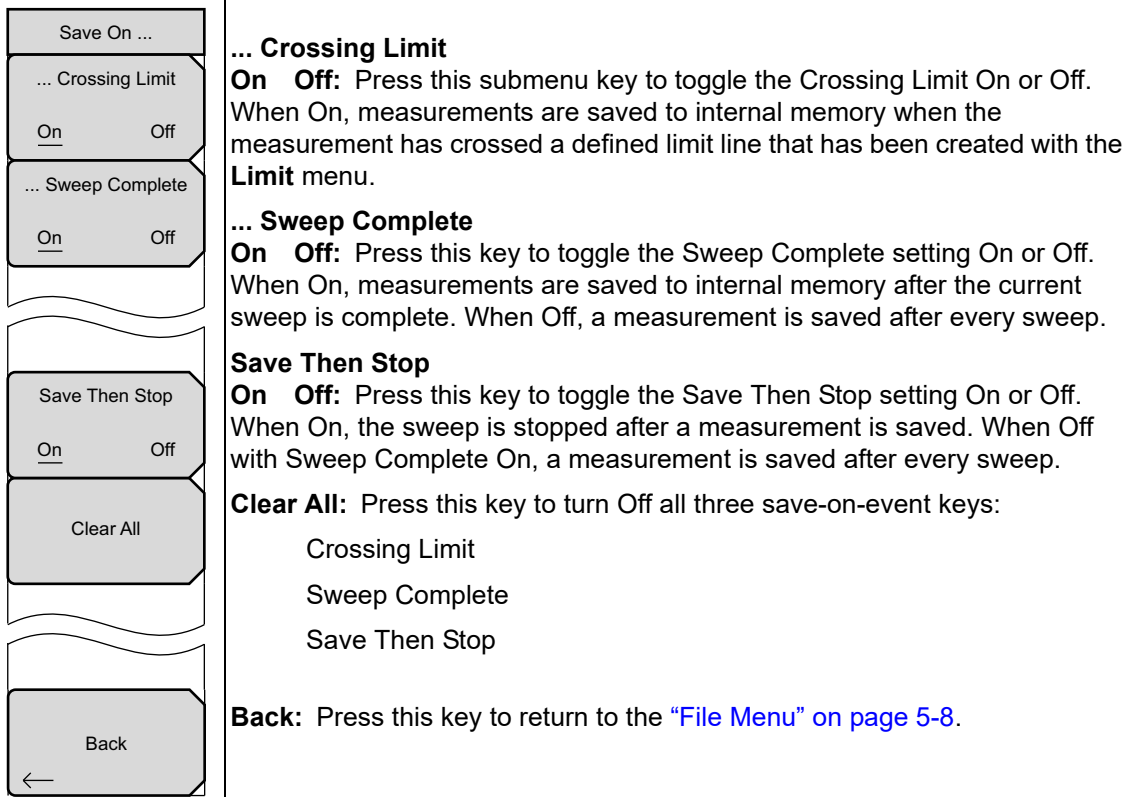 Save On ...
... Crossing Limit
On Off
... Sweep Complete
On Off
Save Then Stop
On Off
Clear All
Back
... Crossing Limit
On Off: Press this submenu key to toggle the Crossing Limit On or Off.
When On, measurements are saved to internal memory when the
measurement has crossed a defined limit line that has been created with the
Limit menu.
... Sweep Complete
On Off: Press this key to toggle the Sweep Complete setting On or Off.
When On, measurements are saved to internal memory after the current
sweep is complete. When Off, a measurement is saved after every sweep.
Save Then Stop
On Off: Press this key to toggle the Save Then Stop setting On or Off.
When On, the sweep is stopped after a measurement is saved. When Off
with Sweep Complete On, a measurement is saved after every sweep.
Clear All: Press this key to turn Off all three save-on-event keys:
Crossing Limit
Sweep Complete
Save Then Stop
Back: Press this key to return to the “File Menu” on page 5-8.